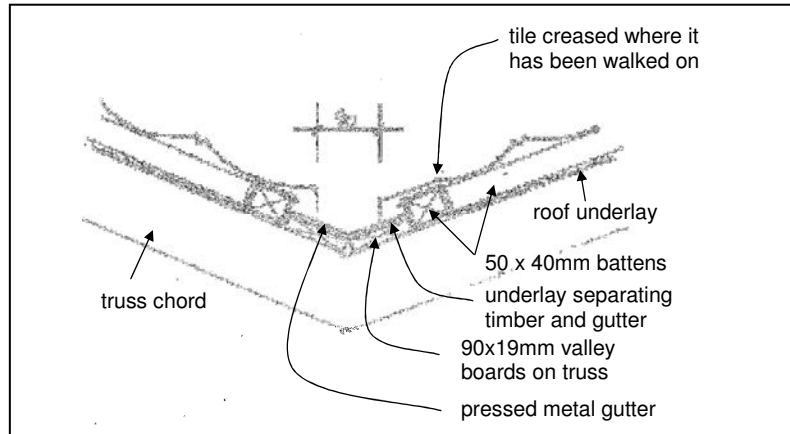 tile creased where it
has been walked on
roof underlay
50 x 40mm battens
truss chord
underlay separating
timber and gutter
90x19mm valley
boards on truss
pressed metal gutter